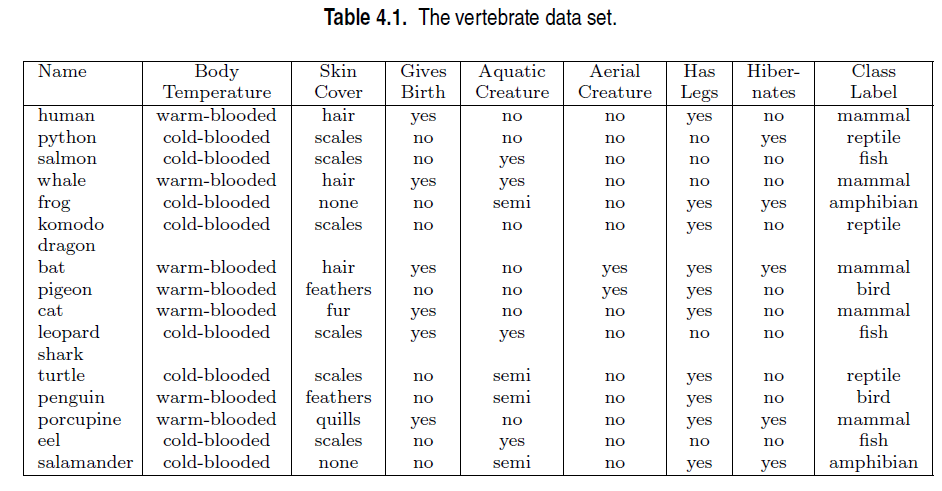 Table 4.1. The vertebrate data set.
Name Body Skin Gives Aquatic Aerial Has Hiber- Class
Temperature Cover Birth Creature Creature Legs nates Label
human warm-blooded hair yes no no yes no mammal
python cold-blooded scales no no no no yes reptile
salmon cold-blooded scales no yes no no no fish
whale warm-blooded hair yes yes no no no mammal
frog cold-blooded none no semi no yes yes amphibian
komodo cold-blooded scales no no no yes no reptile
dragon
bat warm-blooded hair yes no yes yes yes mammal
pigeon warm-blooded feathers no no yes yes no bird
cat warm-blooded fur yes no no yes no mammal
leopard cold-blooded scales yes yes no no no fish
shark
turtle cold-blooded scales no semi no yes no reptile
penguin warm-blooded feathers no semi no yes no bird
porcupine warm-blooded quills yes no no yes yes mammal
eel cold-blooded scales no yes no no no fish
salamander cold-blooded none no semi no yes yes amphibian